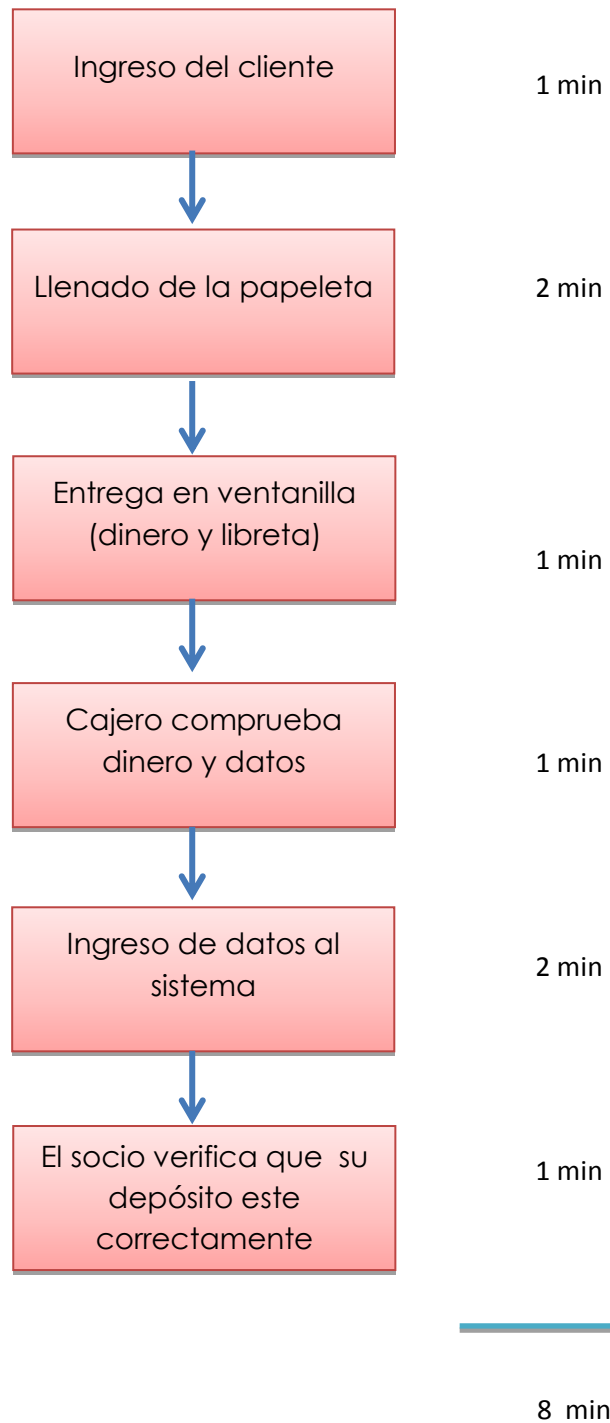 Ingreso del cliente
1 min
Llenado de la papeleta
2 min
Entrega en ventanilla
(dinero y libreta)
1 min
Cajero comprueba
dinero y datos
1 min
Ingreso de datos al
sistema
2 min
El socio verifica que su
depósito este
correctamente
1 min
8 min